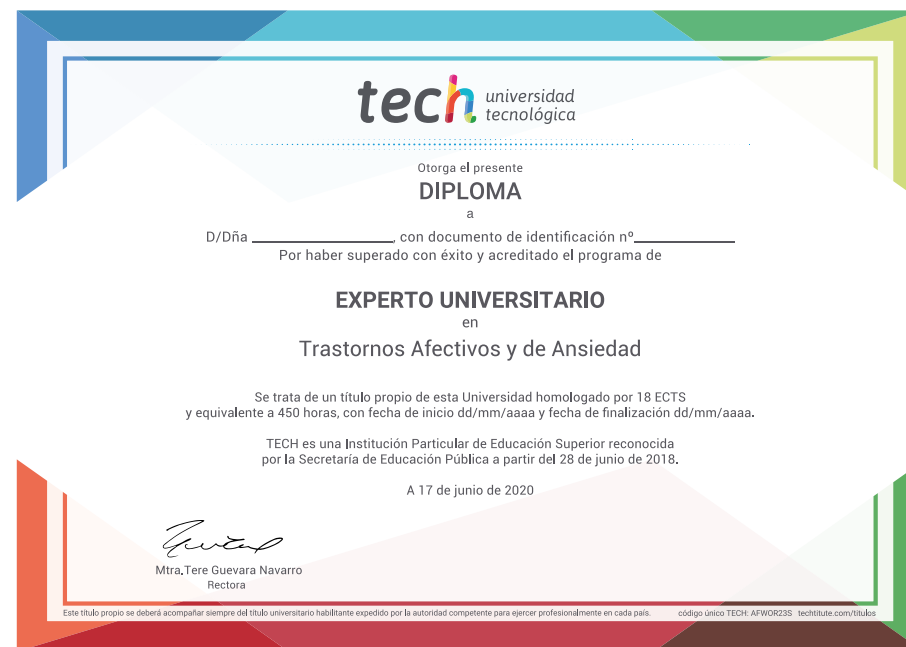 tech universidad
tecnológica
Otorga el presente
DIPLOMA
a
D/Dña ____________________, con documento de identificación nº______________
Por haber superado con éxito y acreditado el programa de
EXPERTO UNIVERSITARIO
en
Trastornos Afectivos y de Ansiedad
Se trata de un título propio de esta Universidad homologado por 18 ECTS
y equivalente a 450 horas, con fecha de inicio dd/mm/aaaa y fecha de finalización dd/mm/aaaa.
TECH es una Institución Particular de Educación Superior reconocida
por la Secretaría de Educación Pública a partir del 28 de junio de 2018.
A 17 de junio de 2020
Mtra.Tere Guevara Navarro
Rectora
Este título propio se deberá acompañar siempre del título universitario habilitante expedido por la autoridad competente para ejercer profesionalmente en cada país. código único TECH: AFWOR23S techtitute.com/titulos